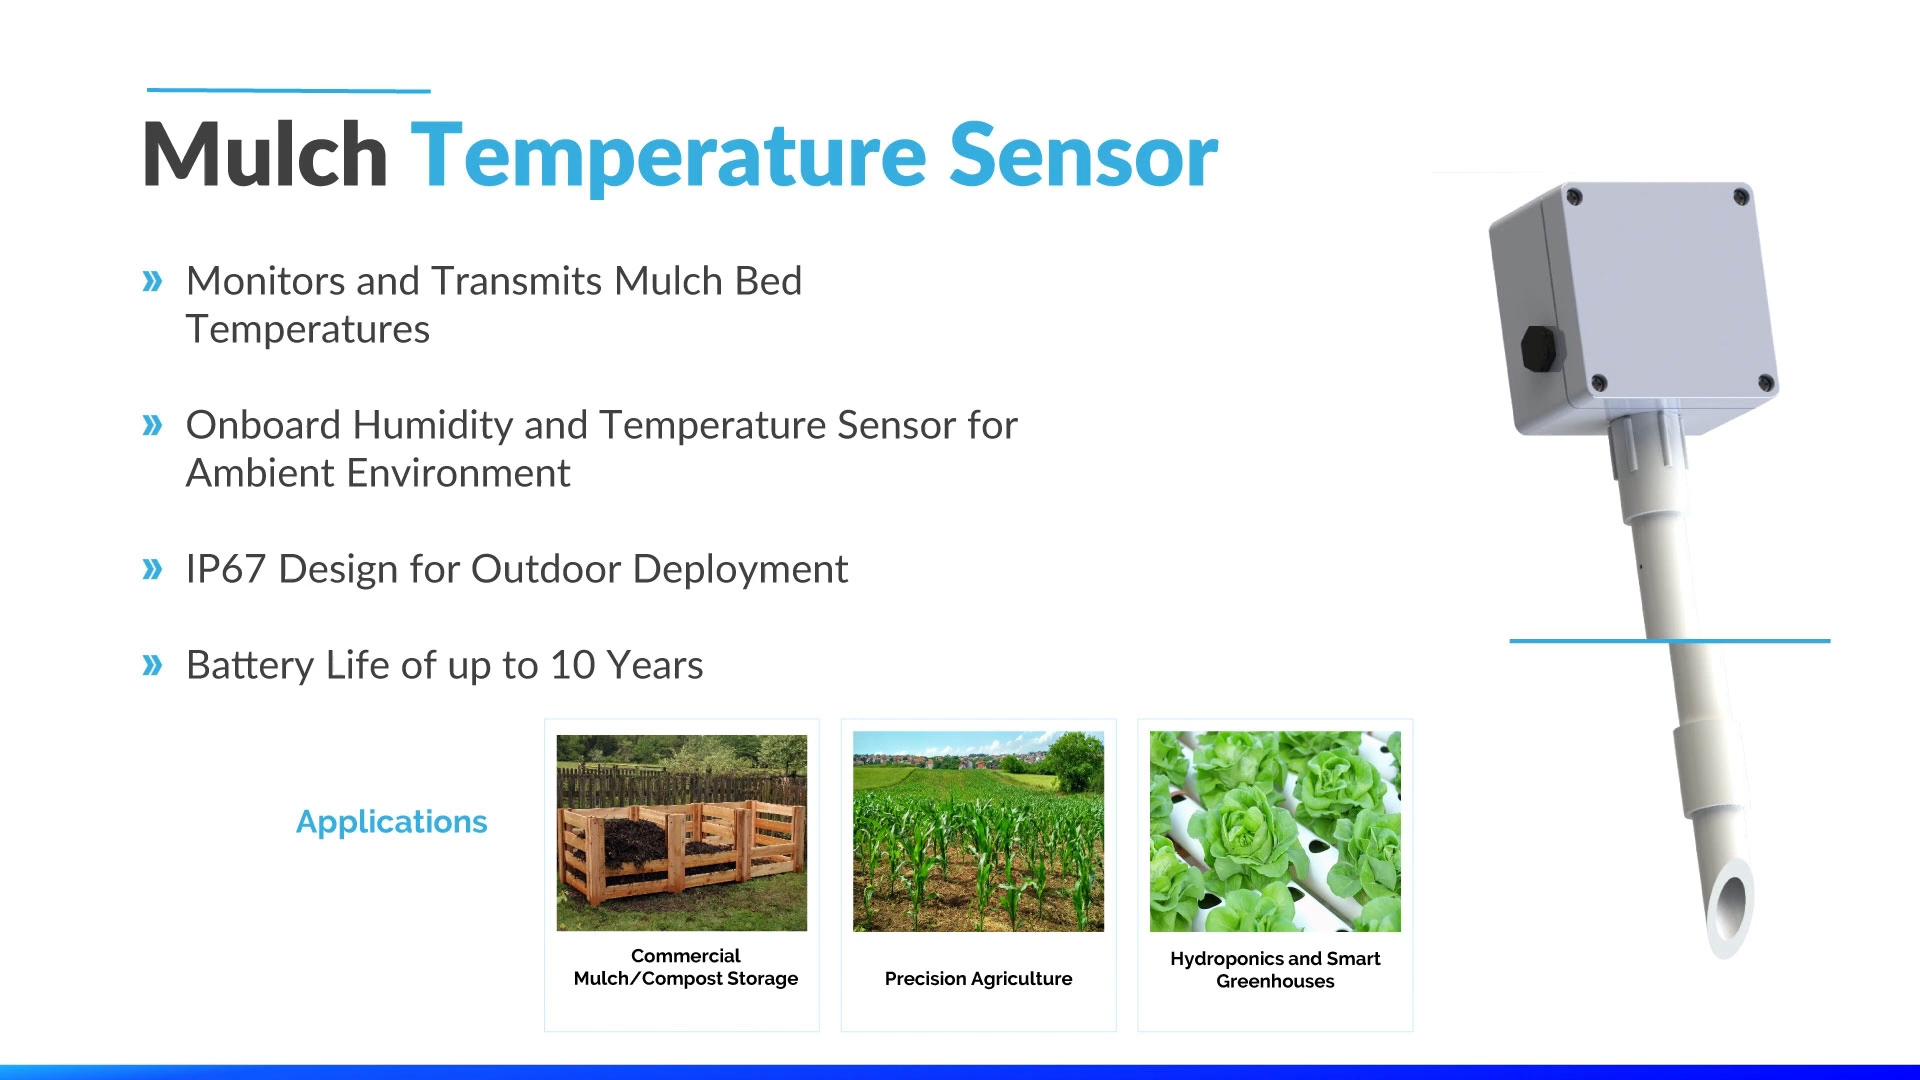 Mulch Temperature Sensor
» Monitors and Transmits Mulch Bed
Temperatures
» Onboard Humidity and Temperature Sensor for
Ambient Environment
» IP67 Design for Outdoor Deployment
» Battery Life of up to 10 Years
Applications
Commercial
Mulch/Compost Storage
Precision Agriculture
Hydroponics and Smart
Greenhouses